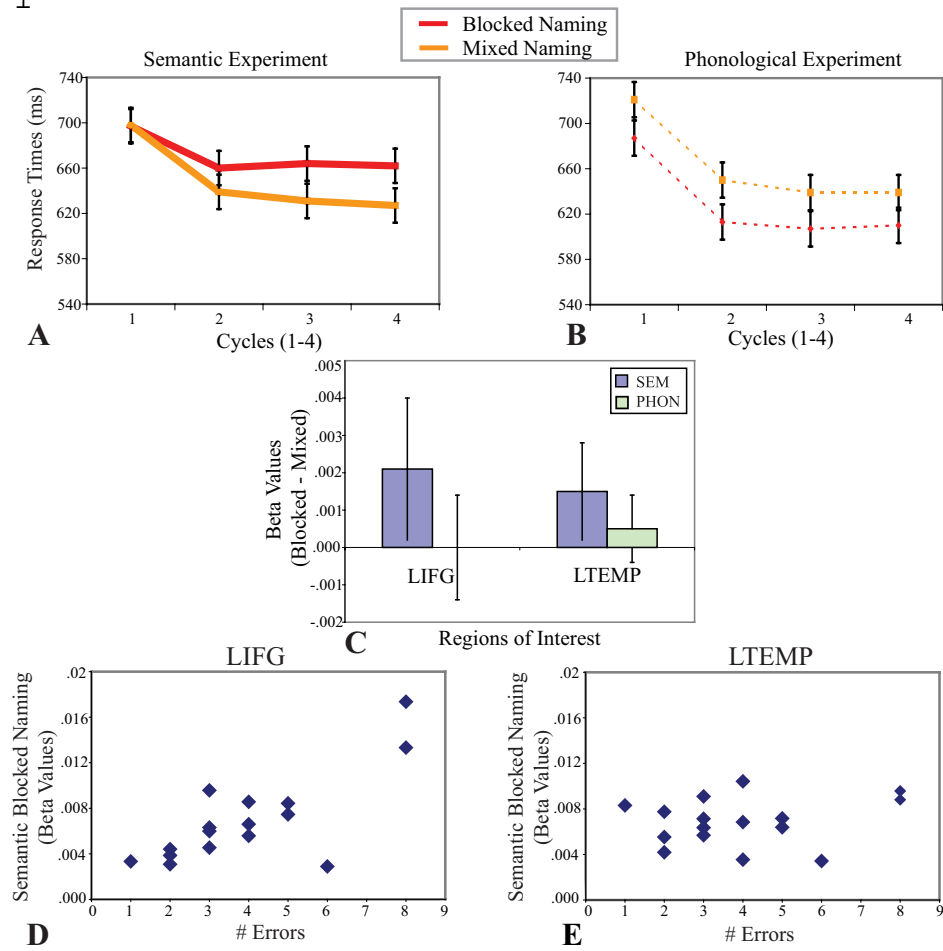 Blocked Naming
Mixed Naming
Semantic Experiment
Phonological Experiment
Response Times (ms)
740
700
660
620
580
540
1 2 3 4
Cycles (1-4)
A
740
700
660
620
580
540
1 2 3 4
Cycles (1-4)
B
Beta Values
(Blocked - Mixed)
.005
.004
.003
.002
.001
.000
-.001
-.002
SEM
PHON
LIFG
LTEMP
C
Regions of Interest
LIFG
Semantic Blocked Naming
(Beta Values)
.02
.016
.012
.008
.004
.000
0 1 2 3 4 5 6 7 8 9
# Errors
D
LTEMP
Semantic Blocked Naming
(Beta Values)
.02
.016
.012
.008
.004
.000
0 1 2 3 4 5 6 7 8 9
# Errors
E